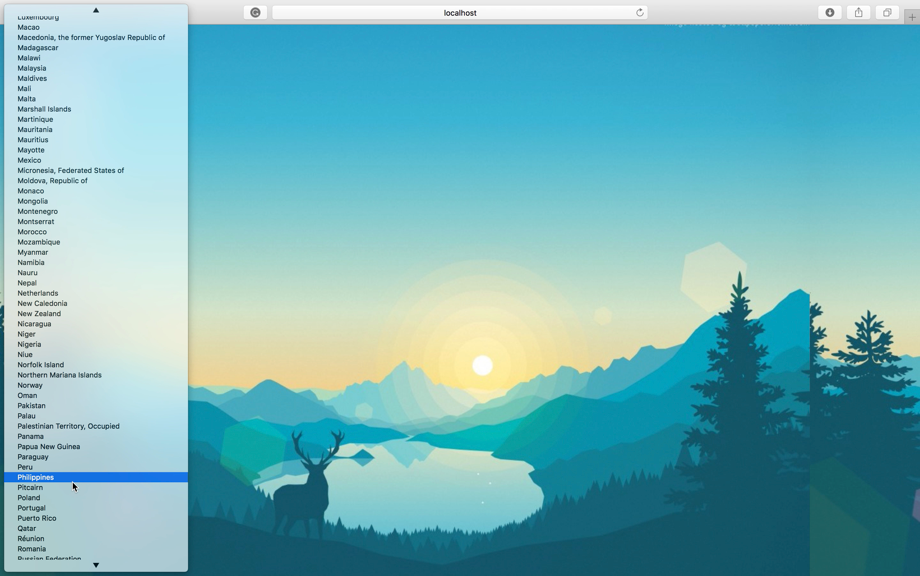 localhost
Luxembourg
Macao
Macedonia, the former Yugoslav Republic of
Madagascar
Malawi
Malaysia
Maldives
Mali
Malta
Marshall Islands
Martinique
Mauritania
Mauritius
Mayotte
Mexico
Micronesia, Federated States of
Moldova, Republic of
Monaco
Mongolia
Montenegro
Montserrat
Morocco
Mozambique
Myanmar
Namibia
Nauru
Nepal
Netherlands
New Caledonia
New Zealand
Nicaragua
Niger
Nigeria
Niue
Norfolk Island
Northern Mariana Islands
Norway
Oman
Pakistan
Palau
Palestinian Territory, Occupied
Panama
Papua New Guinea
Paraguay
Peru
Philippines
Pitcairn
Poland
Portugal
Puerto Rico
Qatar
Réunion
Romania
Russian Federation